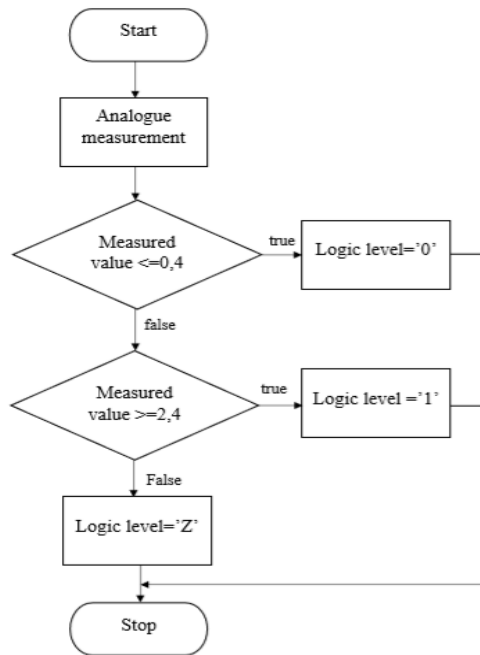 Start
Analogue
measurement
Measured
value <=0,4
true
Logic level=’0’
false
Measured
value >=2,4
true
Logic level =’1’
False
Logic level=’Z’
Stop